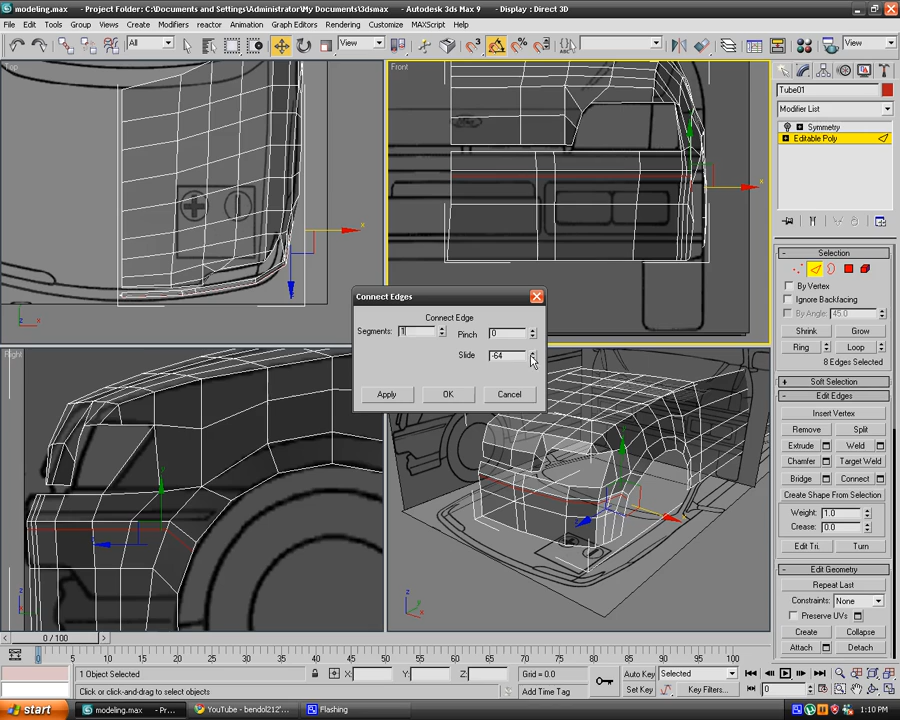 modeling.max - Project Folder: C:\Documents and Settings\Administrator\My Documents\3dsmax - Autodesk 3ds Max 9 - Display : Direct 3D
File Edit Tools Group Views Create Modifiers reactor Animation Graph Editors Rendering Customize MAXScript Help
All View View
Top
Front
Right
Tube01
Modifier List
Symmetry
Editable Poly
Selection
By Vertex
Ignore Backfacing
By Angle: 45.0
Shrink Grow
Ring Loop
8 Edges Selected
Soft Selection
Edit Edges
Insert Vertex
Remove Split
Extrude Weld
Chamfer Target Weld
Bridge Connect
Create Shape From Selection
Weight: 1.0
Crease: 0.0
Edit Tri. Turn
Edit Geometry
Repeat Last
Constraints: None
Preserve UVs
Create Collapse
Attach Detach
Connect Edges
Connect Edge
Segments: 1 Pinch 0
Slide -64
Apply OK Cancel
x
x
y
z
x
z
y
z
x
0 / 100
0 5 10 15 20 25 30 35 40 45 50 55 60 65 70 75 80 85 90 95 100
1 Object Selected X: Y: Z: Grid = 0.0 Auto Key Selected
Click or click-and-drag to select objects Add Time Tag Set Key Key Filters... 0
start modeling.max - Pr... YouTube - bendol212'... Flashing 1:10 PM